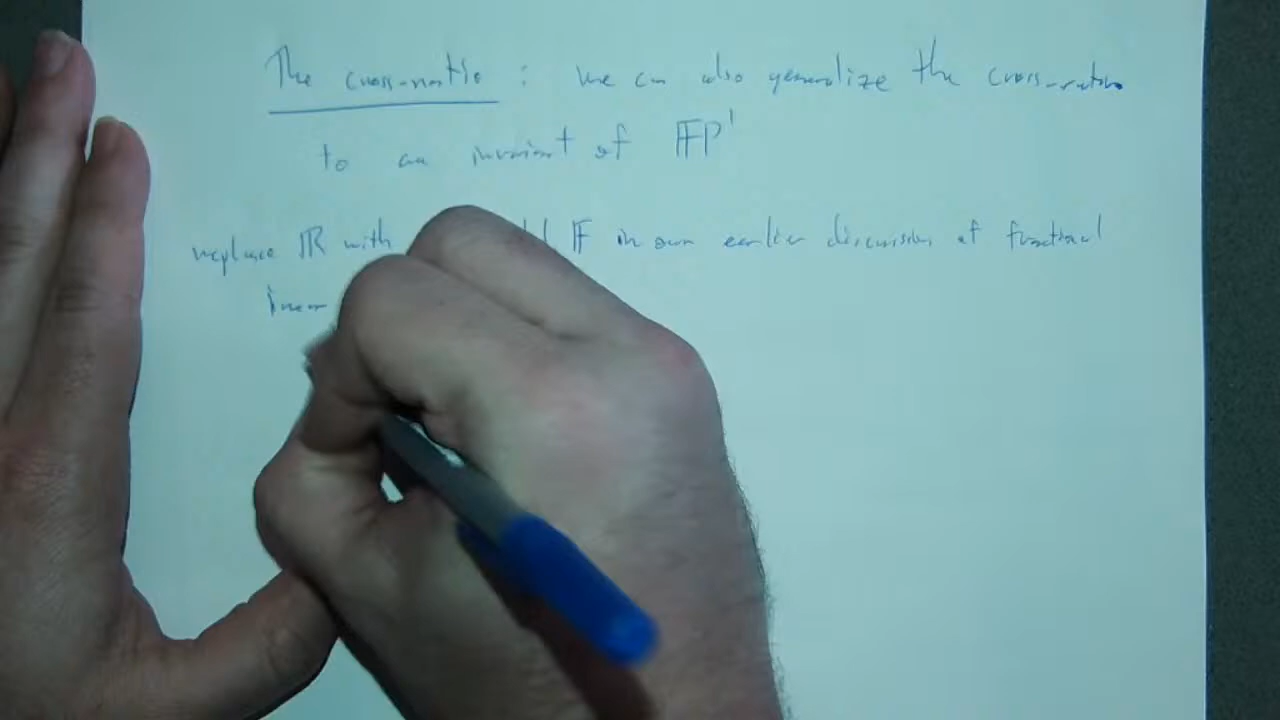 The cross-ratio : we can also generalize the cross-ratio
to an invariant of 𝔽P¹
replace ℝ with 𝔽 in our earlier discussion of fractional
linear